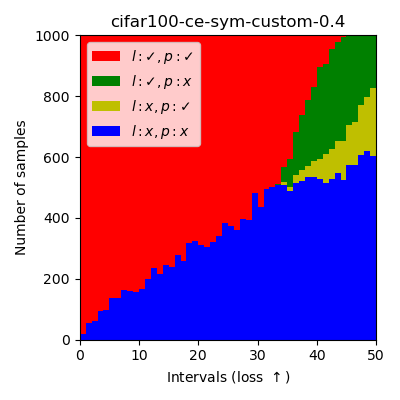 cifar100-ce-sym-custom-0.4
1000
800
600
400
200
0
Number of samples
l : ✓, p : ✓
l : ✓, p : x
l : x, p : ✓
l : x, p : x
0 10 20 30 40 50
Intervals (loss ↑)